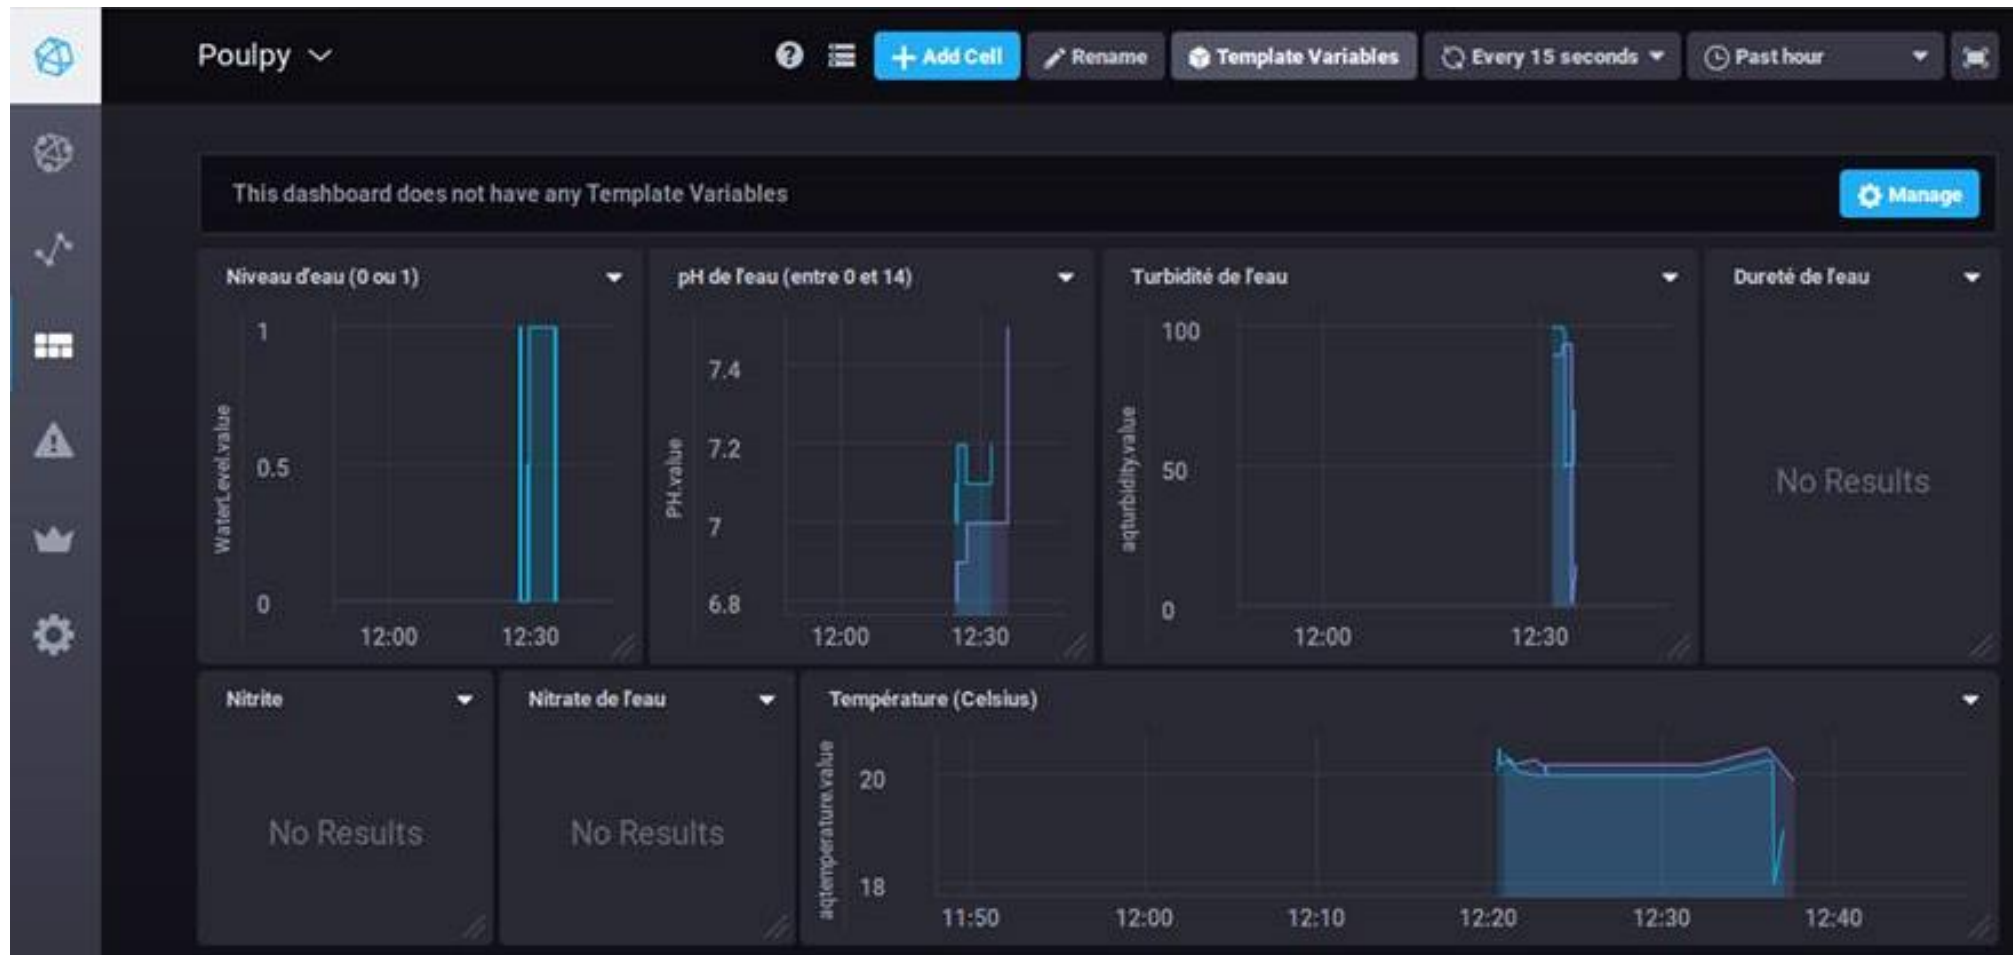 Poulpy
? + Add Cell Rename Template Variables Every 15 seconds Past hour
This dashboard does not have any Template Variables
Manage
Niveau d'eau (0 ou 1)
WaterLevel.value
1
0.5
0
12:00 12:30
pH de l'eau (entre 0 et 14)
PH.value
7.4
7.2
7
6.8
12:00 12:30
Turbidité de l'eau
aqturbidity.value
100
50
0
12:00 12:30
Dureté de l'eau
No Results
Nitrite
No Results
Nitrate de l'eau
No Results
Température (Celsius)
aqtemperature.value
20
18
11:50 12:00 12:10 12:20 12:30 12:40